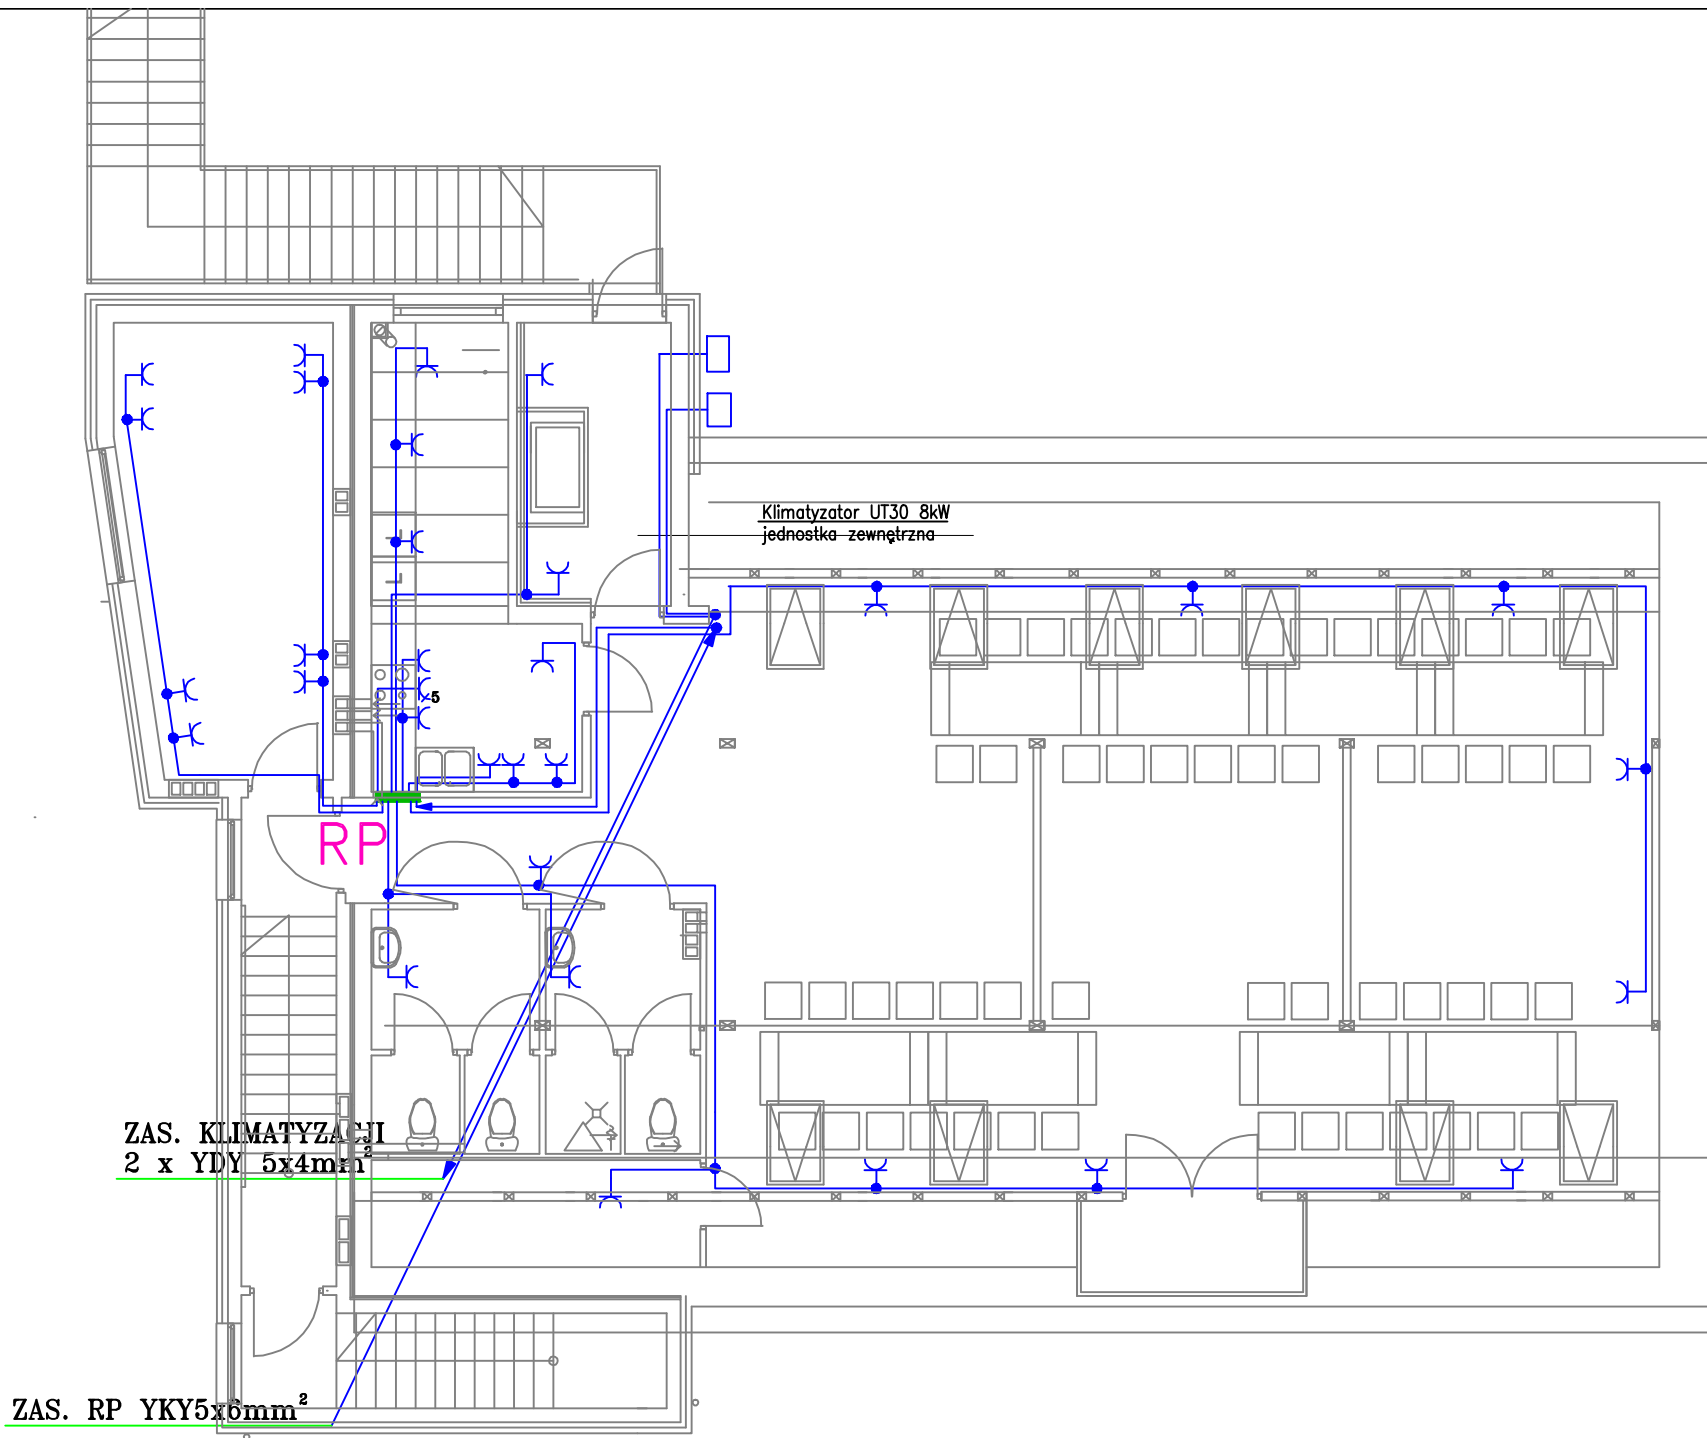 Klimatyzator UT30 8kW
jednostka zewnętrzna
5
RP
ZAS. KLIMATYZACJI
2 x YDY 5x4mm²
ZAS. RP YKY5x6mm²